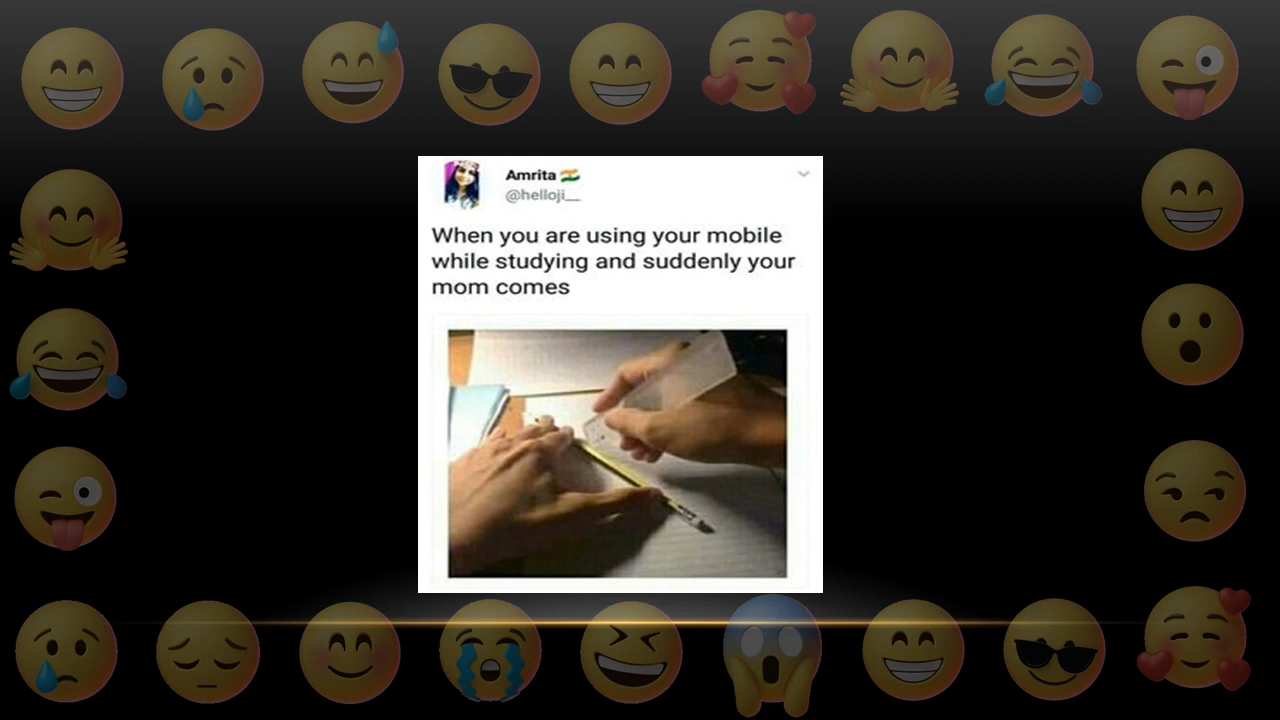 Amrita
@helloji__
When you are using your mobile
while studying and suddenly your
mom comes